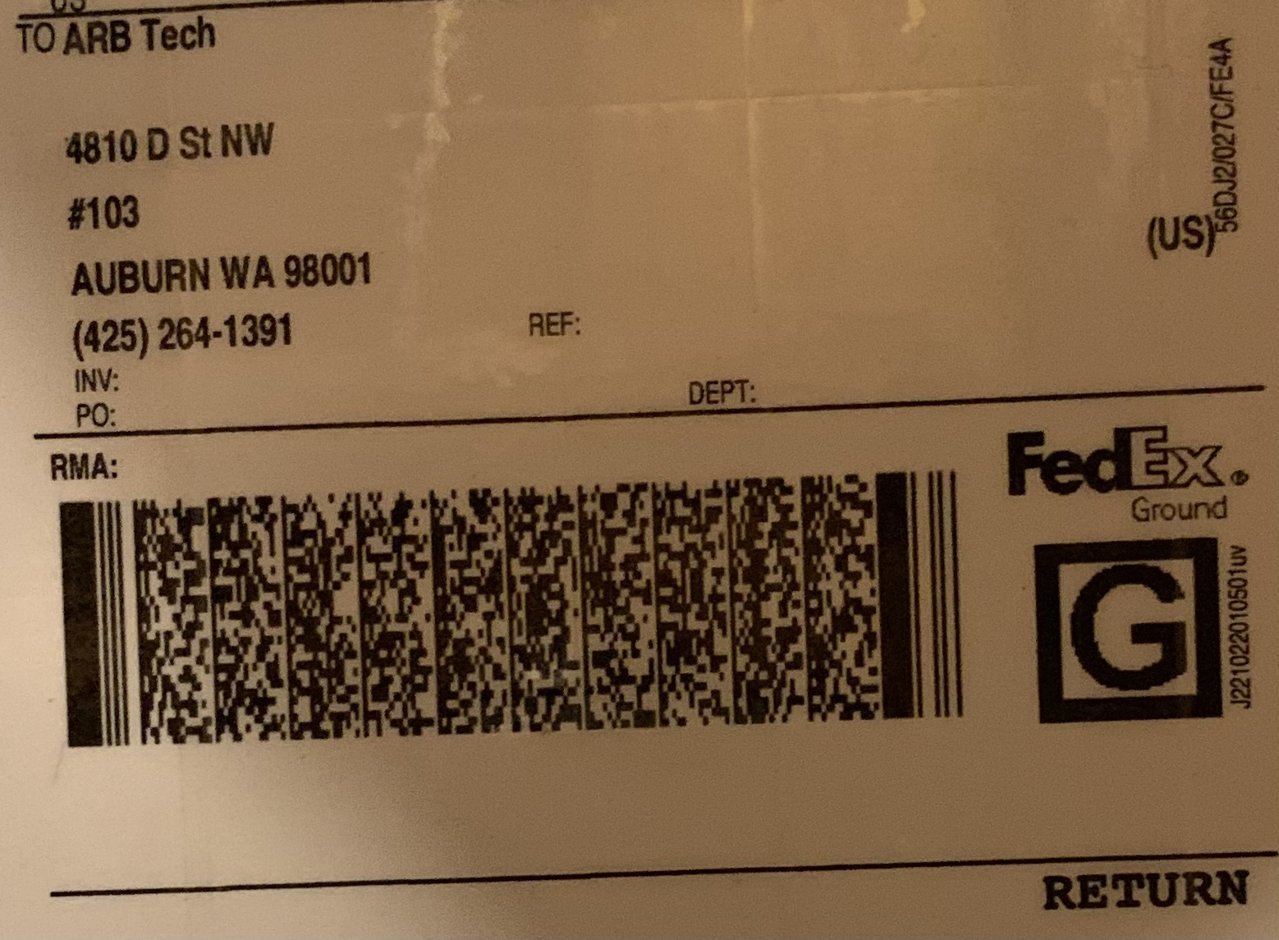 US
TO ARB Tech
4810 D St NW
#103
AUBURN WA 98001
(425) 264-1391
(US)
56DJ2/027C/FE4A
REF:
INV:
PO:
DEPT:
RMA:
FedEx®
Ground
G
J221022010501uv
RETURN